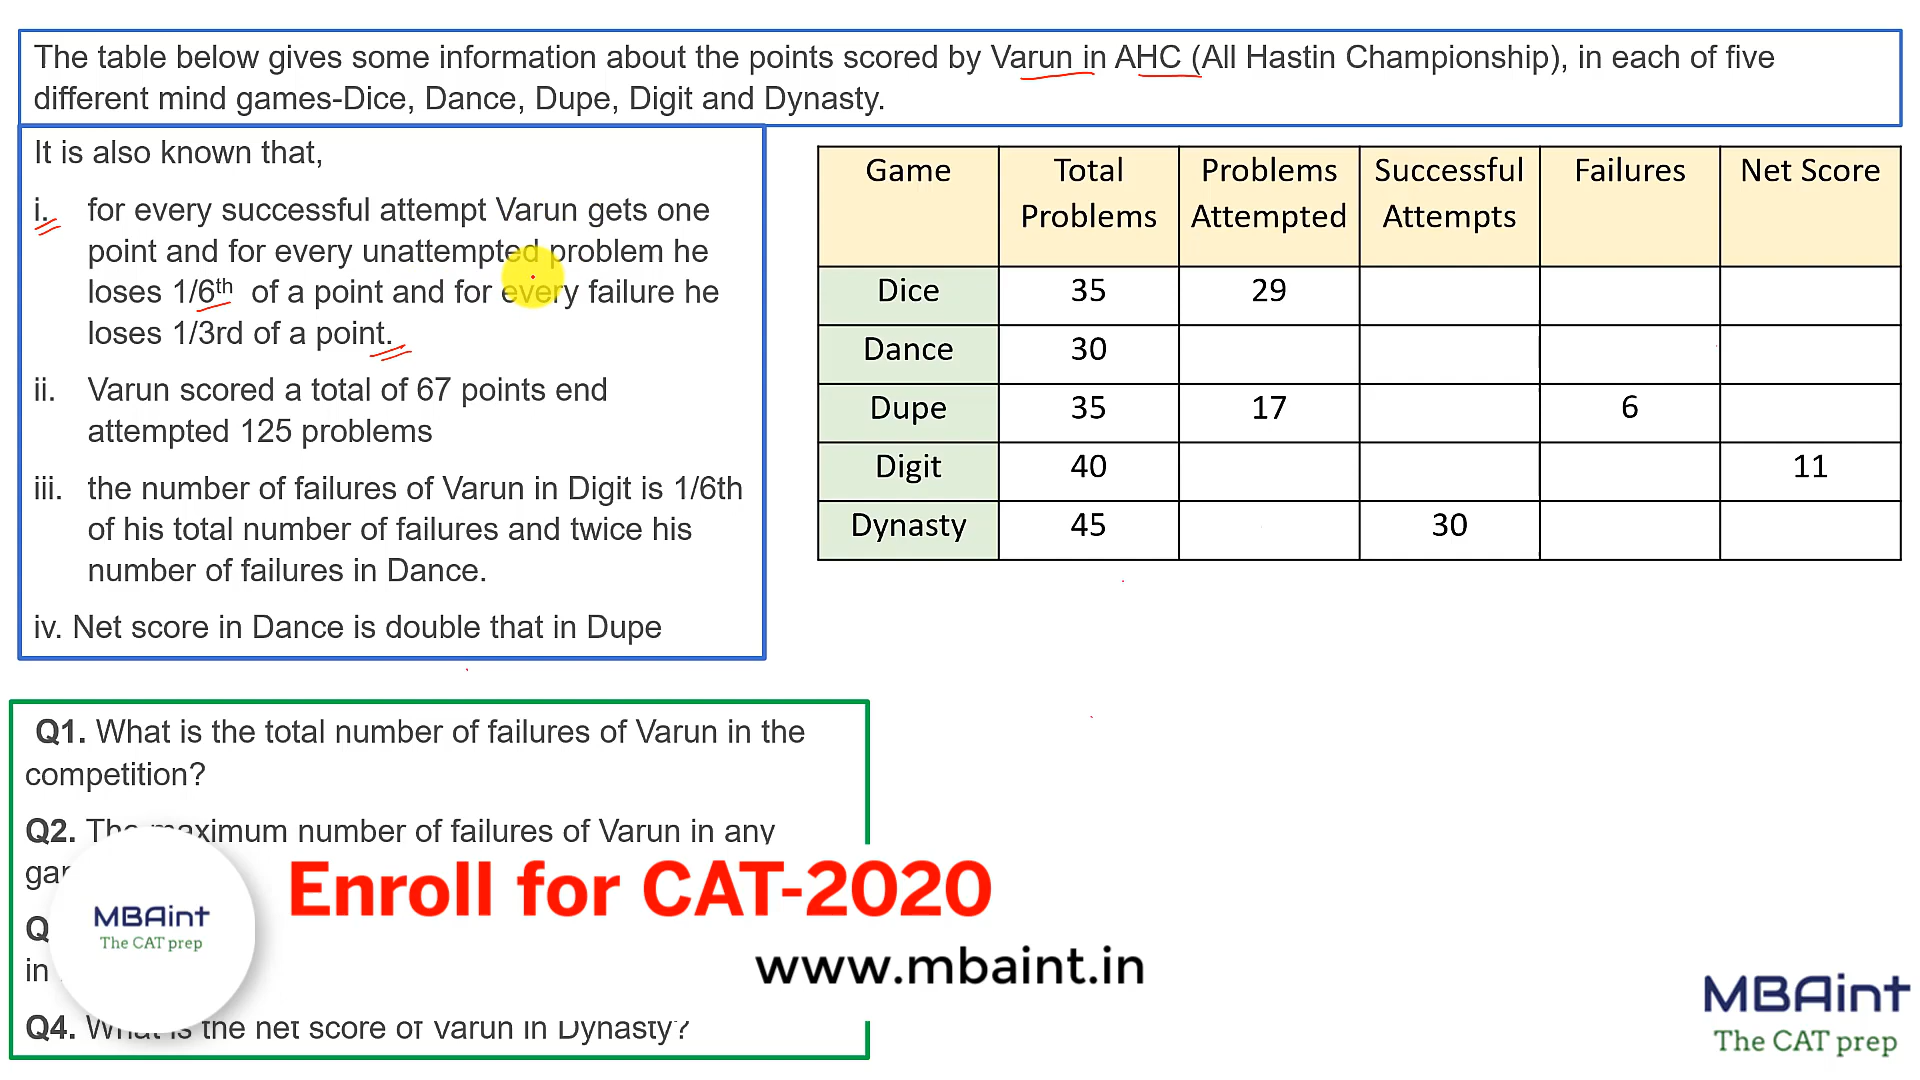 The table below gives some information about the points scored by Varun in AHC (All Hastin Championship), in each of five
different mind games-Dice, Dance, Dupe, Digit and Dynasty.
It is also known that,
i. for every successful attempt Varun gets one
point and for every unattempted problem he
loses 1/6th of a point and for every failure he
loses 1/3rd of a point.
ii. Varun scored a total of 67 points end
attempted 125 problems
iii. the number of failures of Varun in Digit is 1/6th
of his total number of failures and twice his
number of failures in Dance.
iv. Net score in Dance is double that in Dupe
Game Total Problems Problems Attempted Successful Attempts Failures Net Score
Dice 35 29
Dance 30
Dupe 35 17 6
Digit 40 11
Dynasty 45 30
Q1. What is the total number of failures of Varun in the
competition?
Q2. The maximum number of failures of Varun in any
Q
in
Q4. What is the net score of Varun in Dynasty?
MBAint
The CAT prep
Enroll for CAT-2020
www.mbaint.in
MBAint
The CAT prep